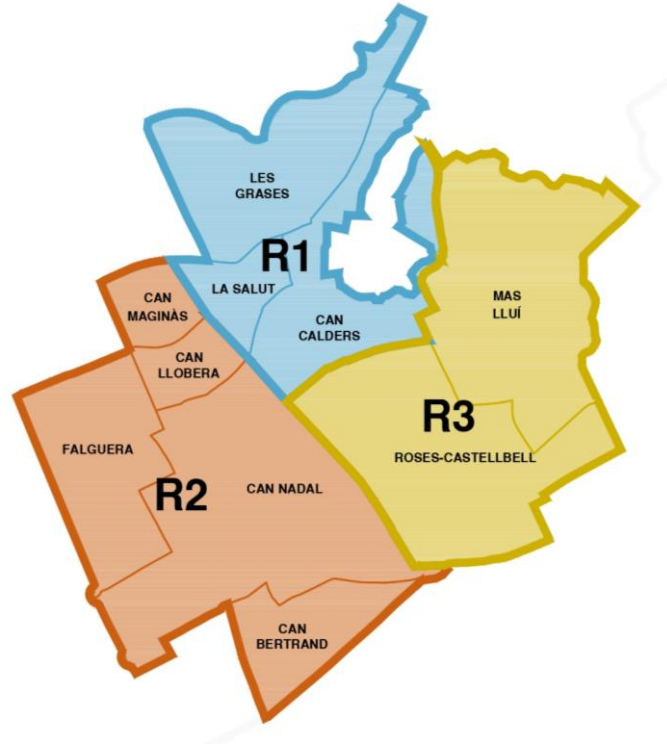 LES
GRASES
R1
LA SALUT
CAN
CALDERS
CAN
MAGINÀS
CAN
LLOBERA
MAS
LLUÍ
R3
ROSES-CASTELLBELL
FALGUERA
R2
CAN NADAL
CAN
BERTRAND